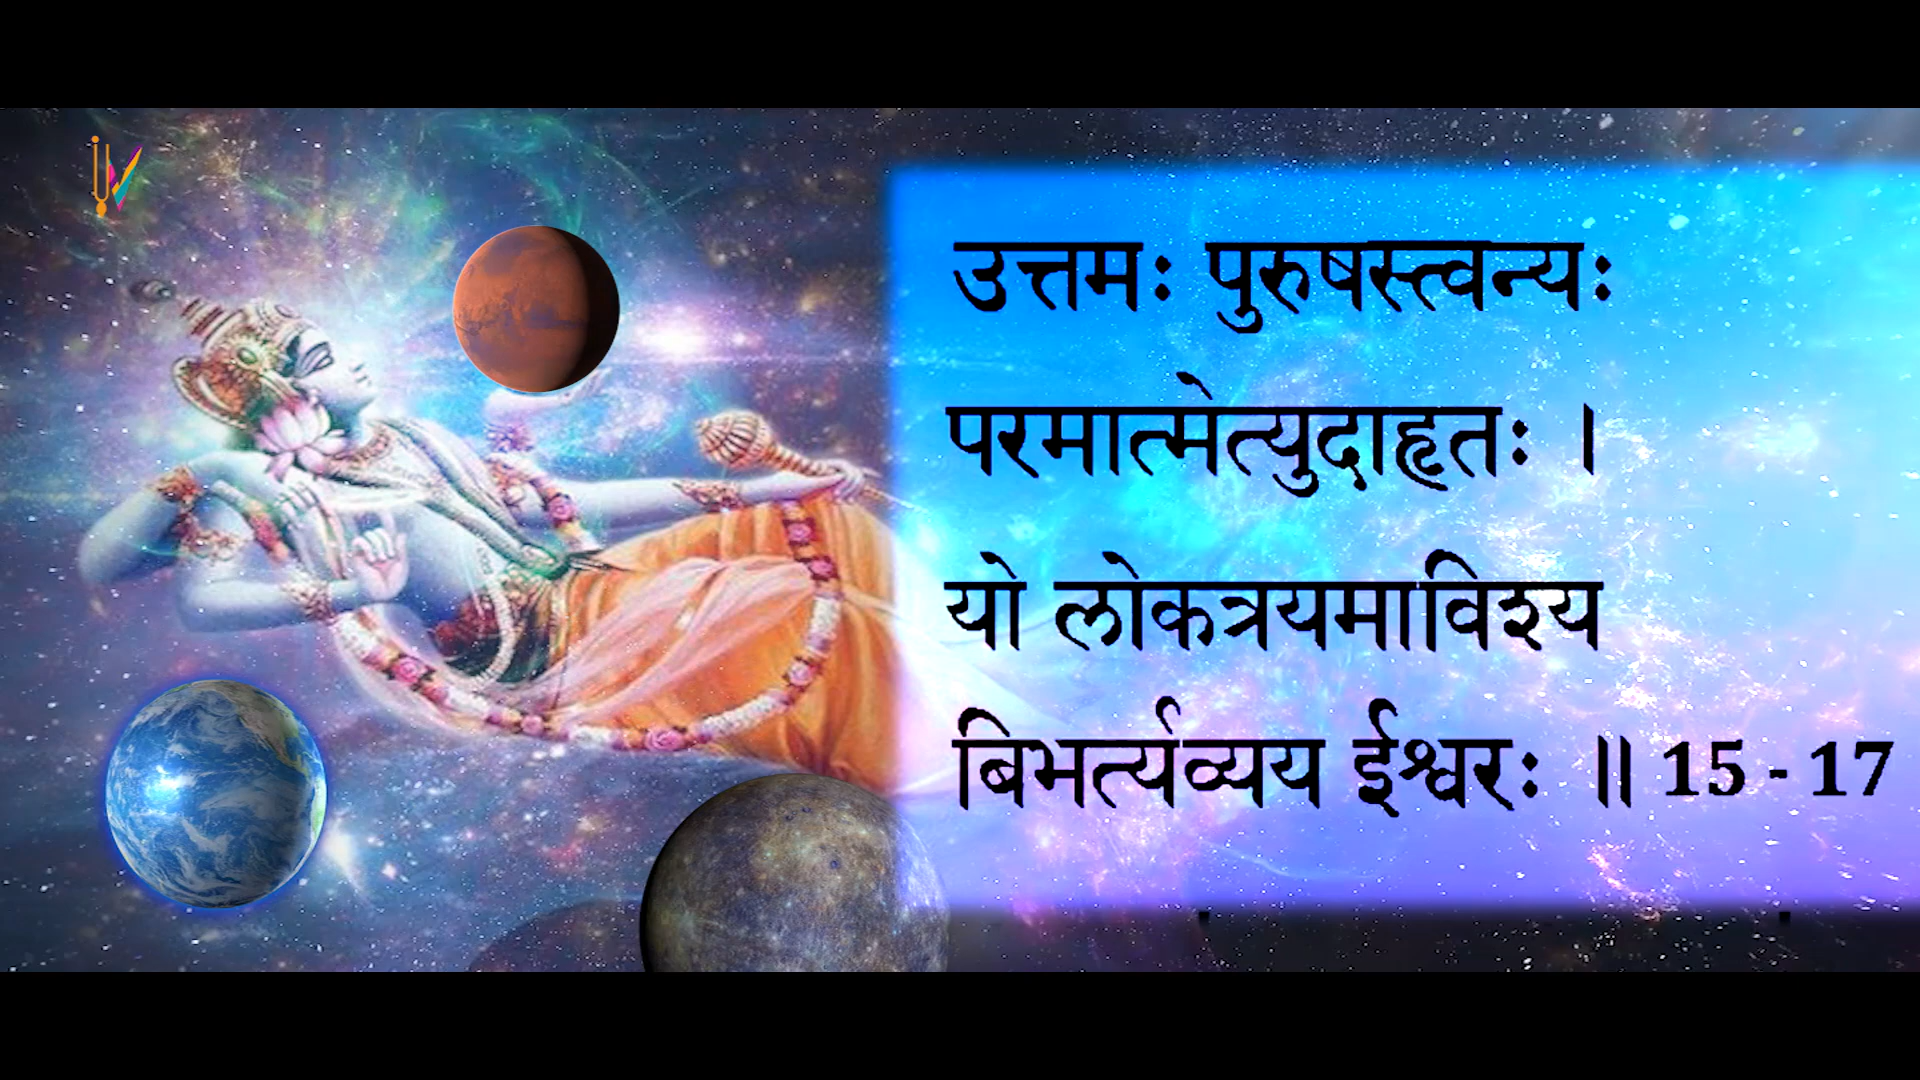 उत्तमः पुरुषस्त्वन्यः
परमात्मेत्युदाहृतः ।
यो लोकत्रयमाविश्य
बिभर्त्यव्यय ईश्वरः ॥ 15 - 17